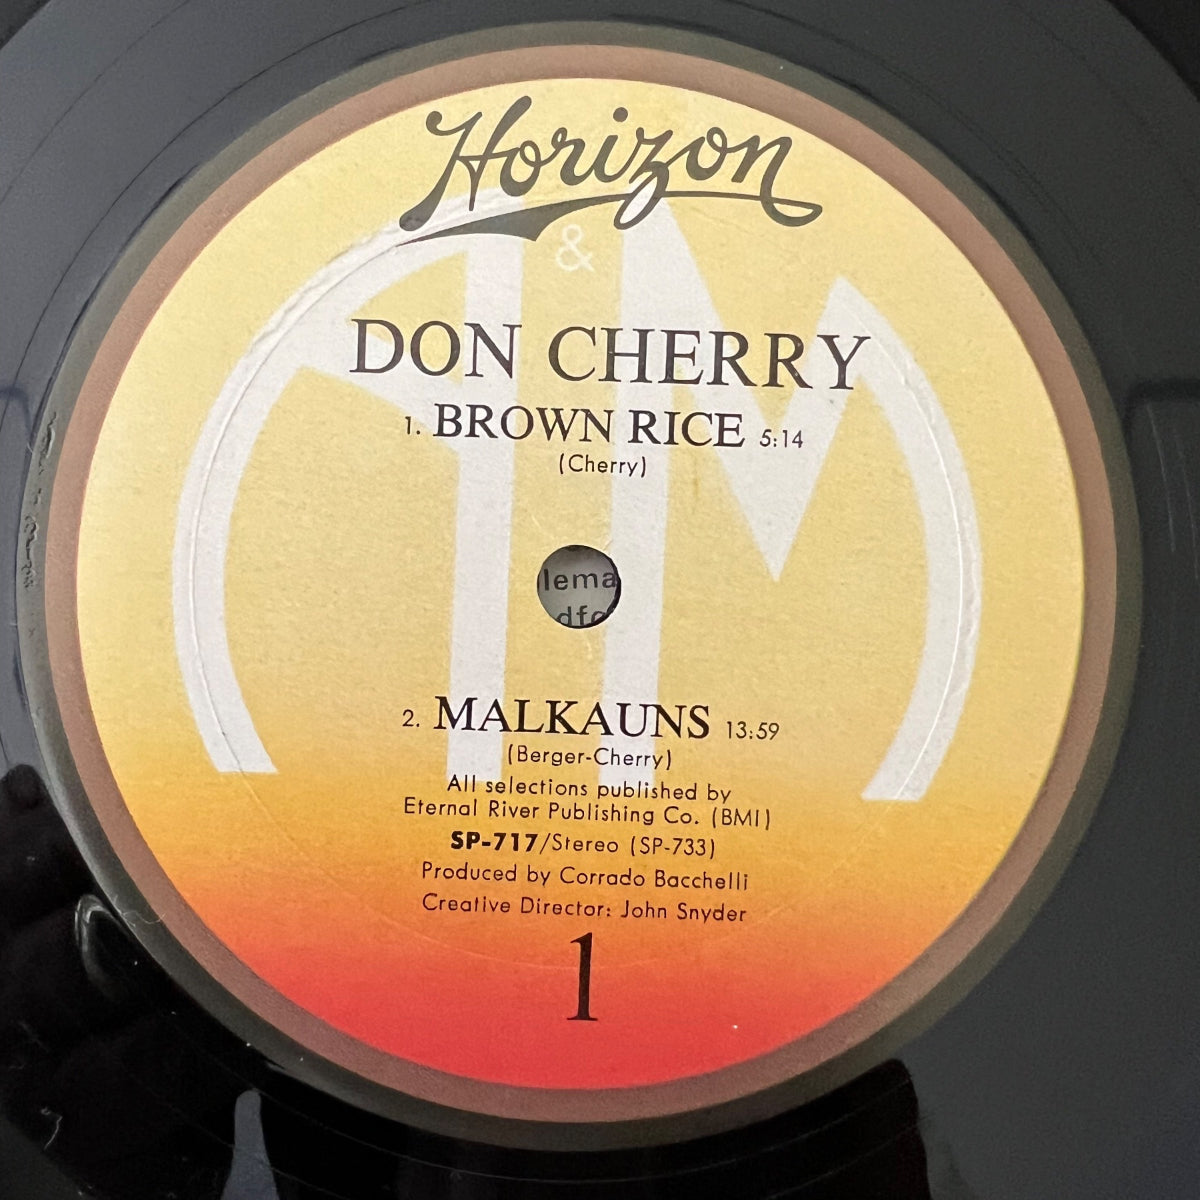 Horizon
A&M
DON CHERRY
1. BROWN RICE 5:14
(Cherry)
lema
2. MALKAUNS 13:59
(Berger-Cherry)
All selections published by
Eternal River Publishing Co. (BMI)
SP-717/Stereo (SP-733)
Produced by Corrado Bacchelli
Creative Director: John Snyder
1